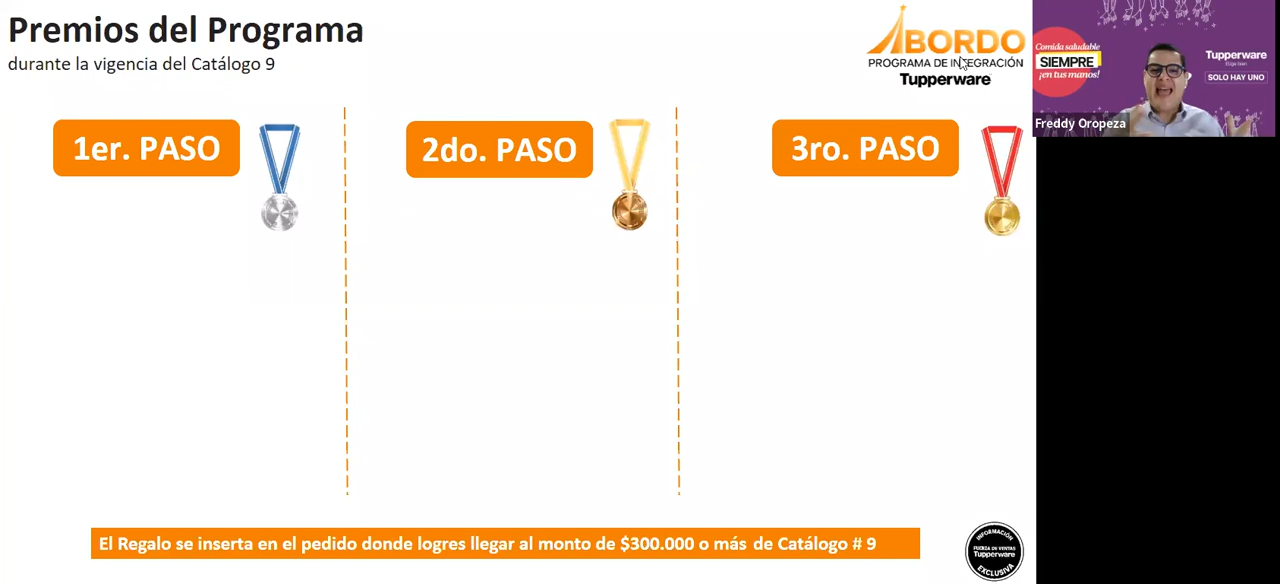 Premios del Programa
durante la vigencia del Catálogo 9
ABORDO
PROGRAMA DE INTEGRACIÓN
Tupperware
Comida saludable
SIEMPRE
¡en tus manos!
Tupperware
SOLO HAY UNO
Freddy Oropeza
1er. PASO
2do. PASO
3ro. PASO
El Regalo se inserta en el pedido donde logres llegar al monto de $300.000 o más de Catálogo # 9
INFORMACIÓN
FUERZA DE VENTAS
Tupperware
EXCLUSIVA